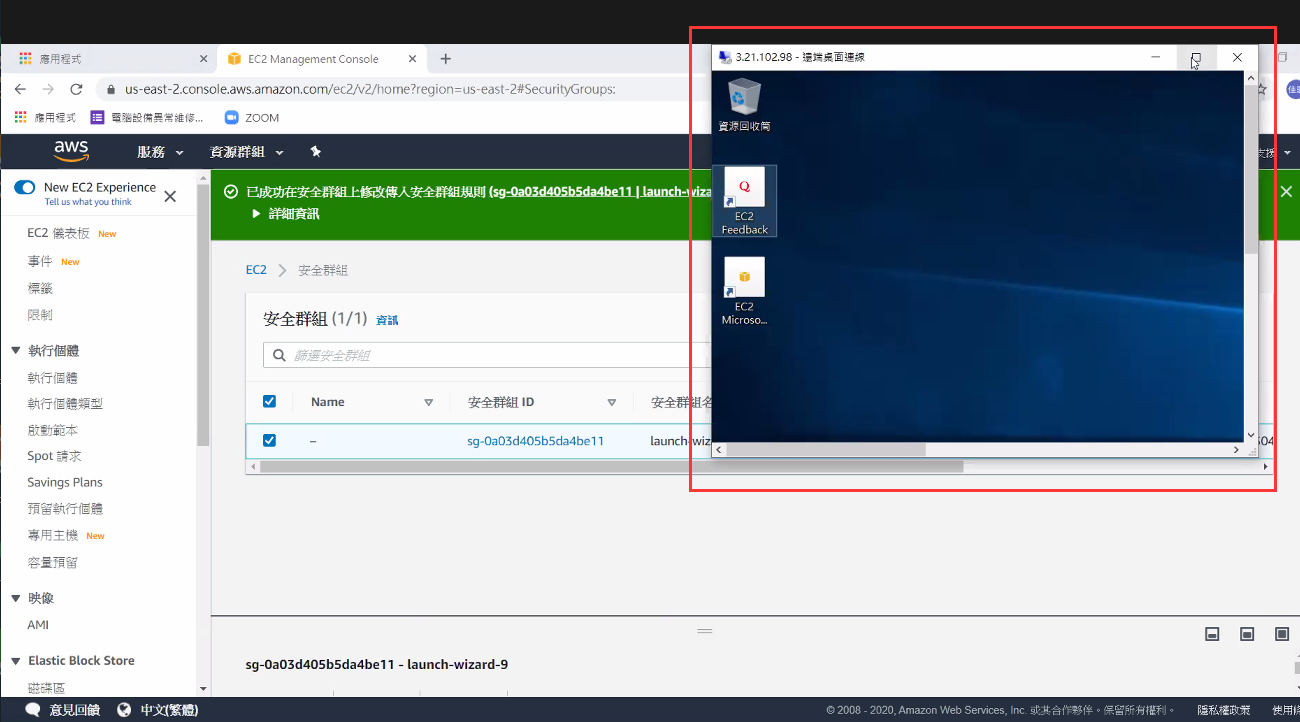 應用程式
EC2 Management Console
us-east-2.console.aws.amazon.com/ec2/v2/home?region=us-east-2#SecurityGroups:
應用程式
電腦設備異常維修...
ZOOM
aws
服務
資源群組
支援
New EC2 Experience
Tell us what you think
EC2 儀表板 New
事件 New
標籤
限制
執行個體
執行個體
執行個體類型
啟動範本
Spot 請求
Savings Plans
預留執行個體
專用主機 New
容量預留
映像
AMI
Elastic Block Store
磁碟區
已成功在安全群組上修改傳入安全群組規則 (sg-0a03d405b5da4be11 | launch-wiza
詳細資訊
EC2
安全群組
安全群組 (1/1) 資訊
篩選安全群組
Name
安全群組 ID
安全群組名
–
sg-0a03d405b5da4be11
launch-wiz
3.21.102.98 - 遠端桌面連線
資源回收筒
EC2
Feedback
EC2
Microso...
sg-0a03d405b5da4be11 - launch-wizard-9
意見回饋
中文(繁體)
© 2008 - 2020, Amazon Web Services, Inc. 或其合作夥伴。保留所有權利。
隱私權政策
使用條